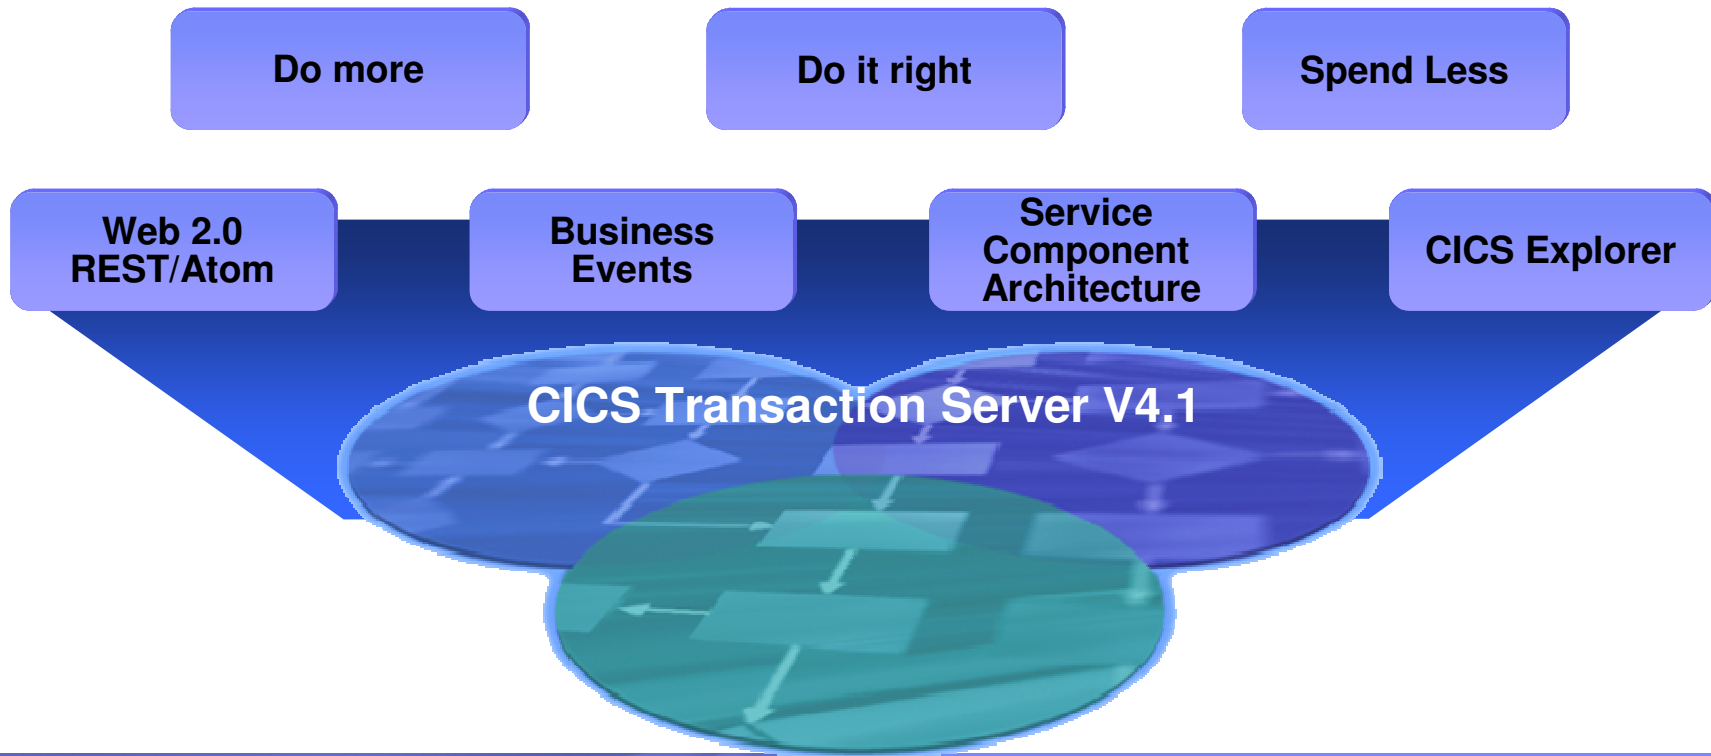 Do more
Do it right
Spend Less
Web 2.0
REST/Atom
Business
Events
Service
Component
Architecture
CICS Explorer
CICS Transaction Server V4.1